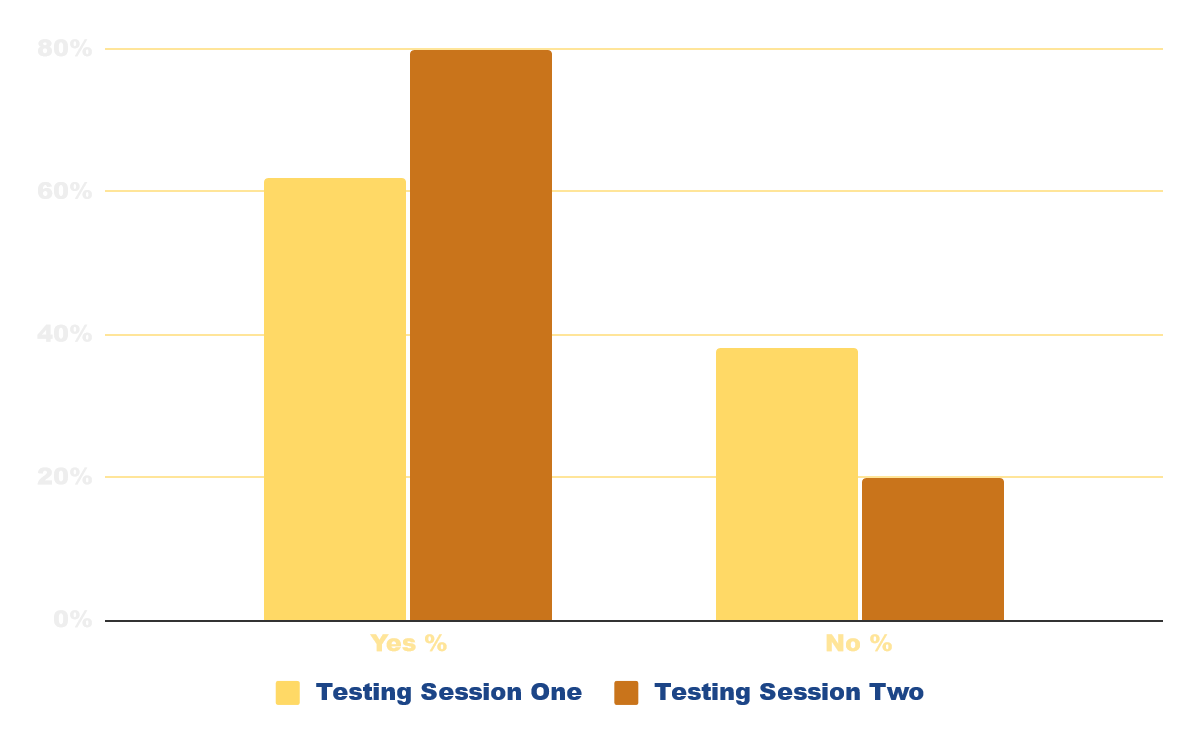 80%
60%
40%
20%
0%
Yes %
No %
Testing Session One
Testing Session Two